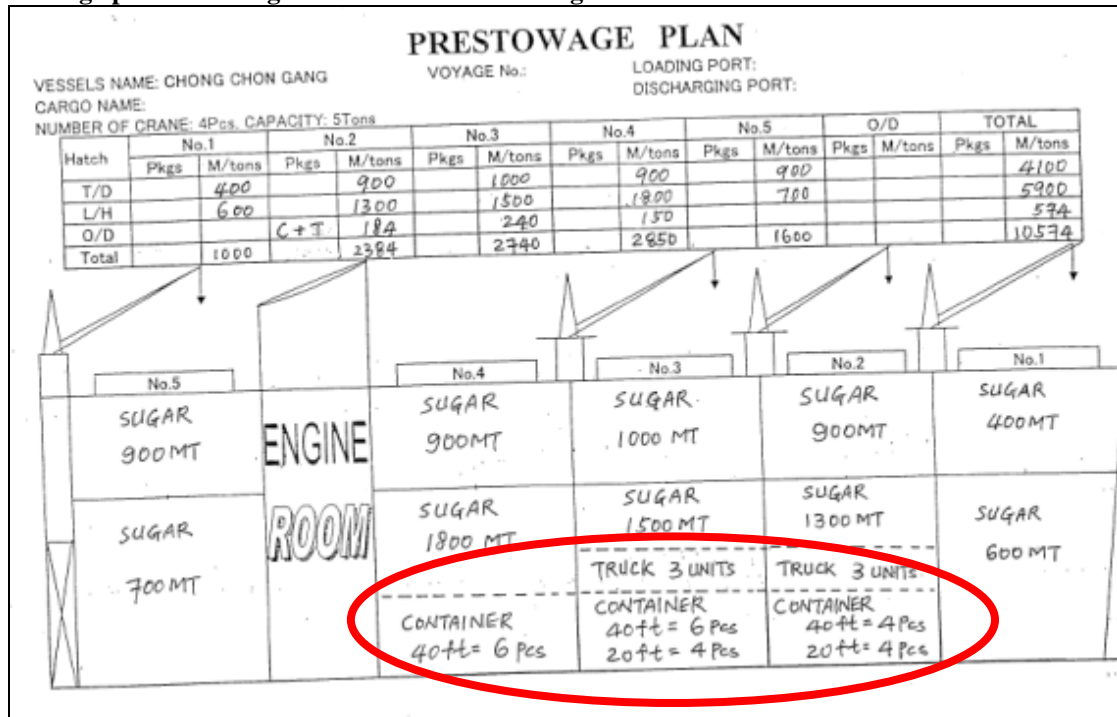 PRESTOWAGE PLAN
VESSELS NAME: CHONG CHON GANG VOYAGE No.: LOADING PORT:
CARGO NAME: DISCHARGING PORT:
NUMBER OF CRANE: 4Pcs. CAPACITY: 5Tons
Hatch No.1 No.2 No.3 No.4 No.5 O/D TOTAL
Pkgs M/tons Pkgs M/tons Pkgs M/tons Pkgs M/tons Pkgs M/tons Pkgs M/tons Pkgs M/tons
T/D 400 900 1000 900 900 4100
L/H 600 1300 1500 1800 700 5900
O/D C+T 184 240 150 574
Total 1000 2384 2740 2850 1600 10574
No.5 No.4 No.3 No.2 No.1
SUGAR SUGAR SUGAR SUGAR SUGAR
900MT ENGINE 900MT 1000 MT 900MT 400MT
SUGAR ROOM SUGAR SUGAR SUGAR SUGAR
700MT 1800 MT 1500 MT 1300 MT 600 MT
TRUCK 3 UNITS TRUCK 3 UNITS
CONTAINER CONTAINER CONTAINER
40ft= 6 Pcs 40ft= 6 Pcs 40ft= 4 Pcs
20ft= 4 Pcs 20ft= 4 Pcs